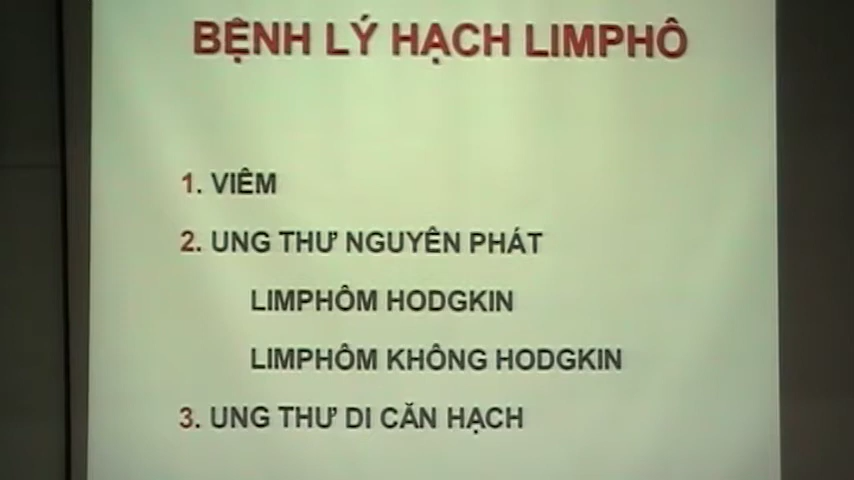 BỆNH LÝ HẠCH LIMPHÔ
1. VIÊM
2. UNG THƯ NGUYÊN PHÁT
LIMPHÔM HODGKIN
LIMPHÔM KHÔNG HODGKIN
3. UNG THƯ DI CĂN HẠCH